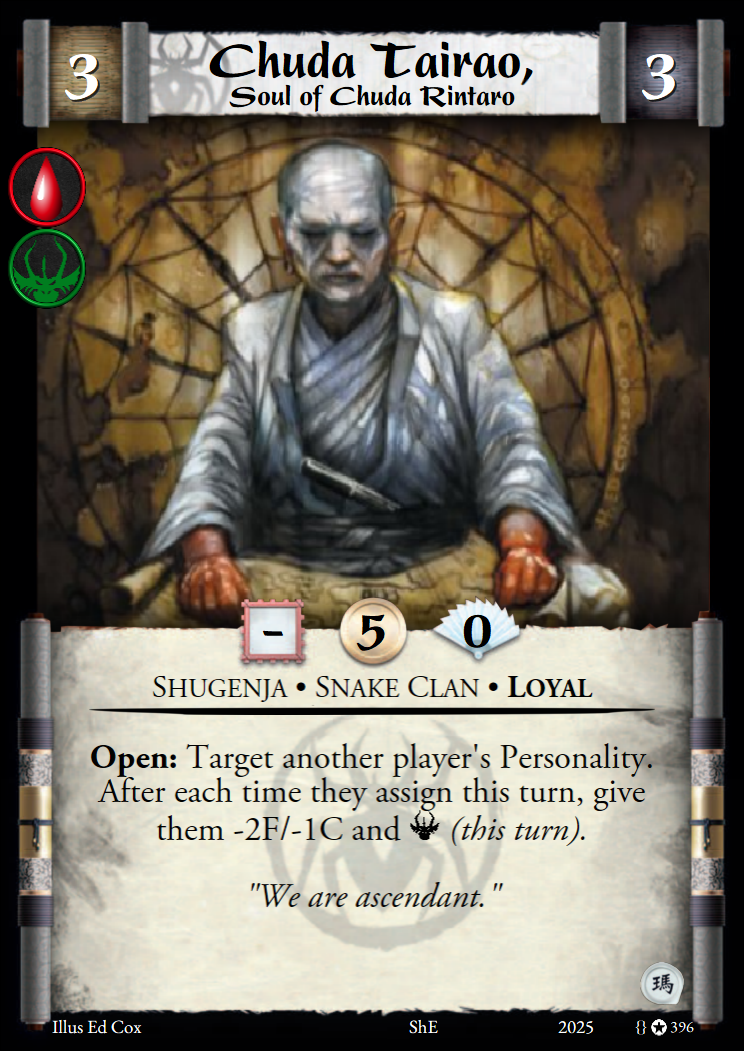 3
Chuda Tairao,
Soul of Chuda Rintaro
3
- 5 0
Shugenja • Snake Clan • Loyal
Open: Target another player's Personality.
After each time they assign this turn, give
them -2F/-1C and (this turn).
"We are ascendant."
瑪
Illus Ed Cox ShE 2025 {} 396